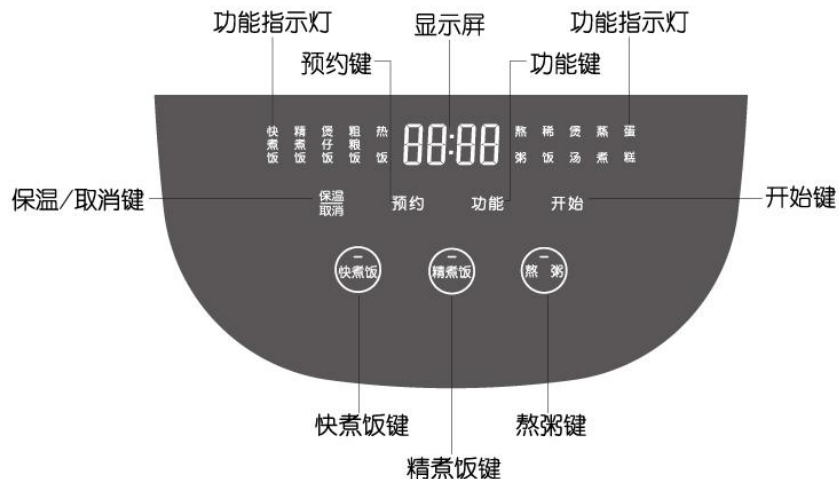 功能指示灯
显示屏
功能指示灯
预约键
功能键
快煮饭
精煮饭
煲仔饭
粗粮饭
热饭
88:88
熬粥
稀饭
煲汤
蒸煮
蛋糕
保温/取消键
保温
取消
预约
功能
开始
开始键
快煮饭
精煮饭
熬粥
快煮饭键
熬粥键
精煮饭键